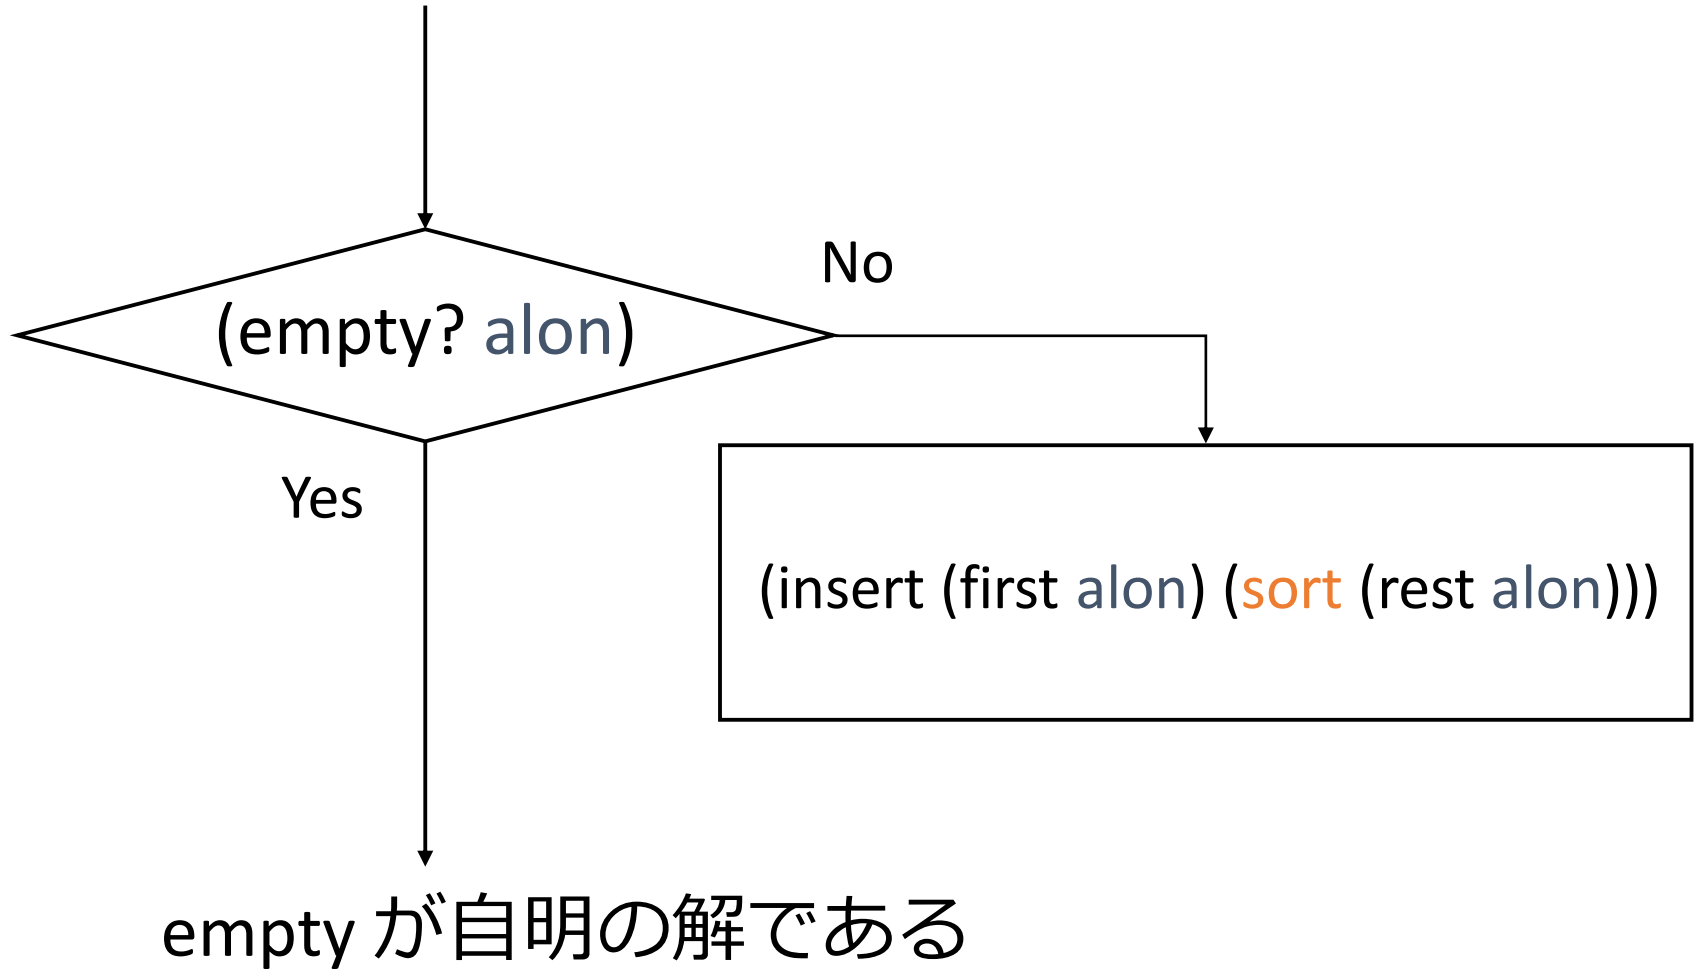 No
(empty? alon)
Yes
(insert (first alon) (sort (rest alon)))
empty が自明の解である